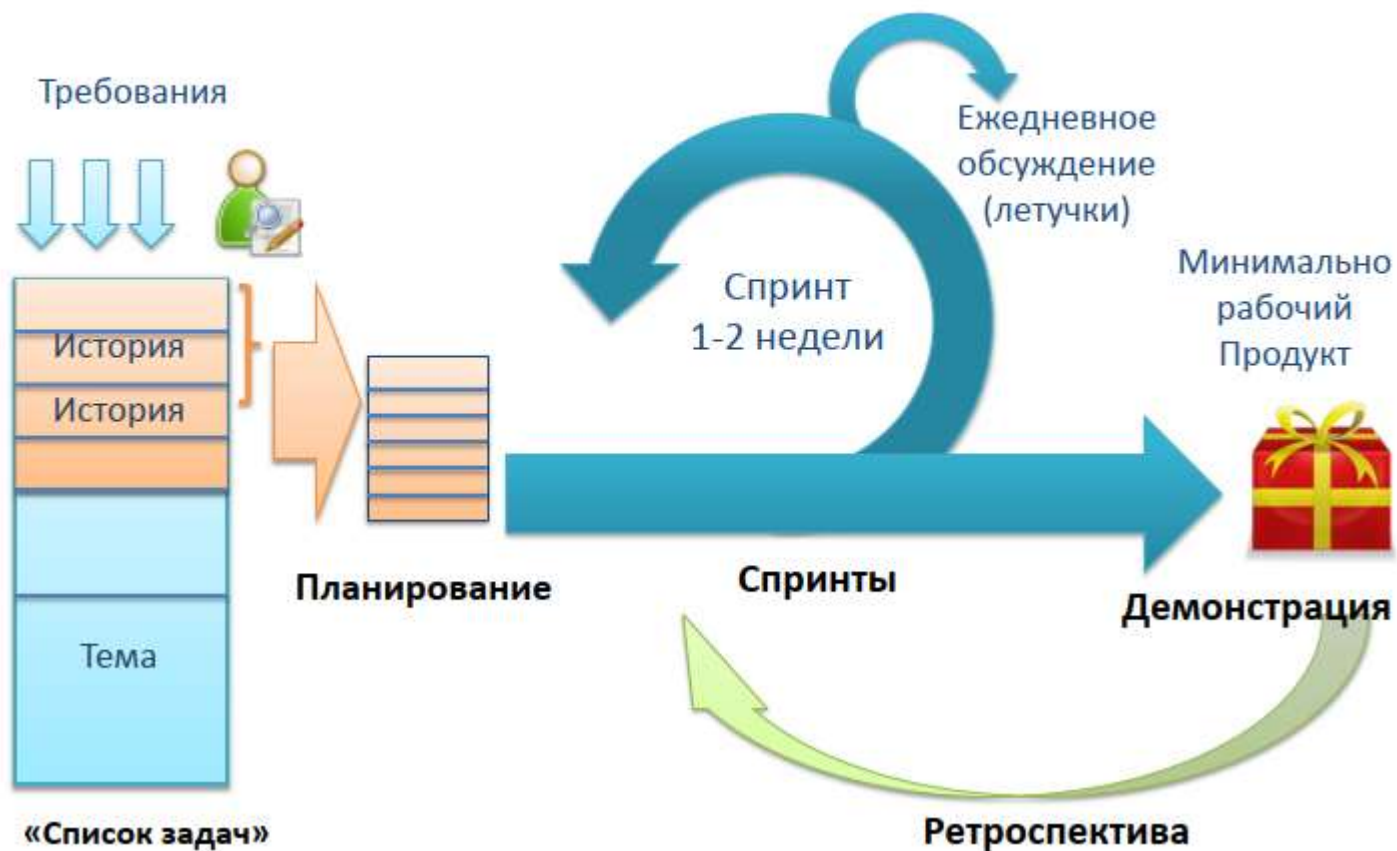 Требования
История
История
Тема
«Список задач»
Планирование
Спринт
1-2 недели
Ежедневное
обсуждение
(летучки)
Спринты
Минимально
рабочий
Продукт
Демонстрация
Ретроспектива